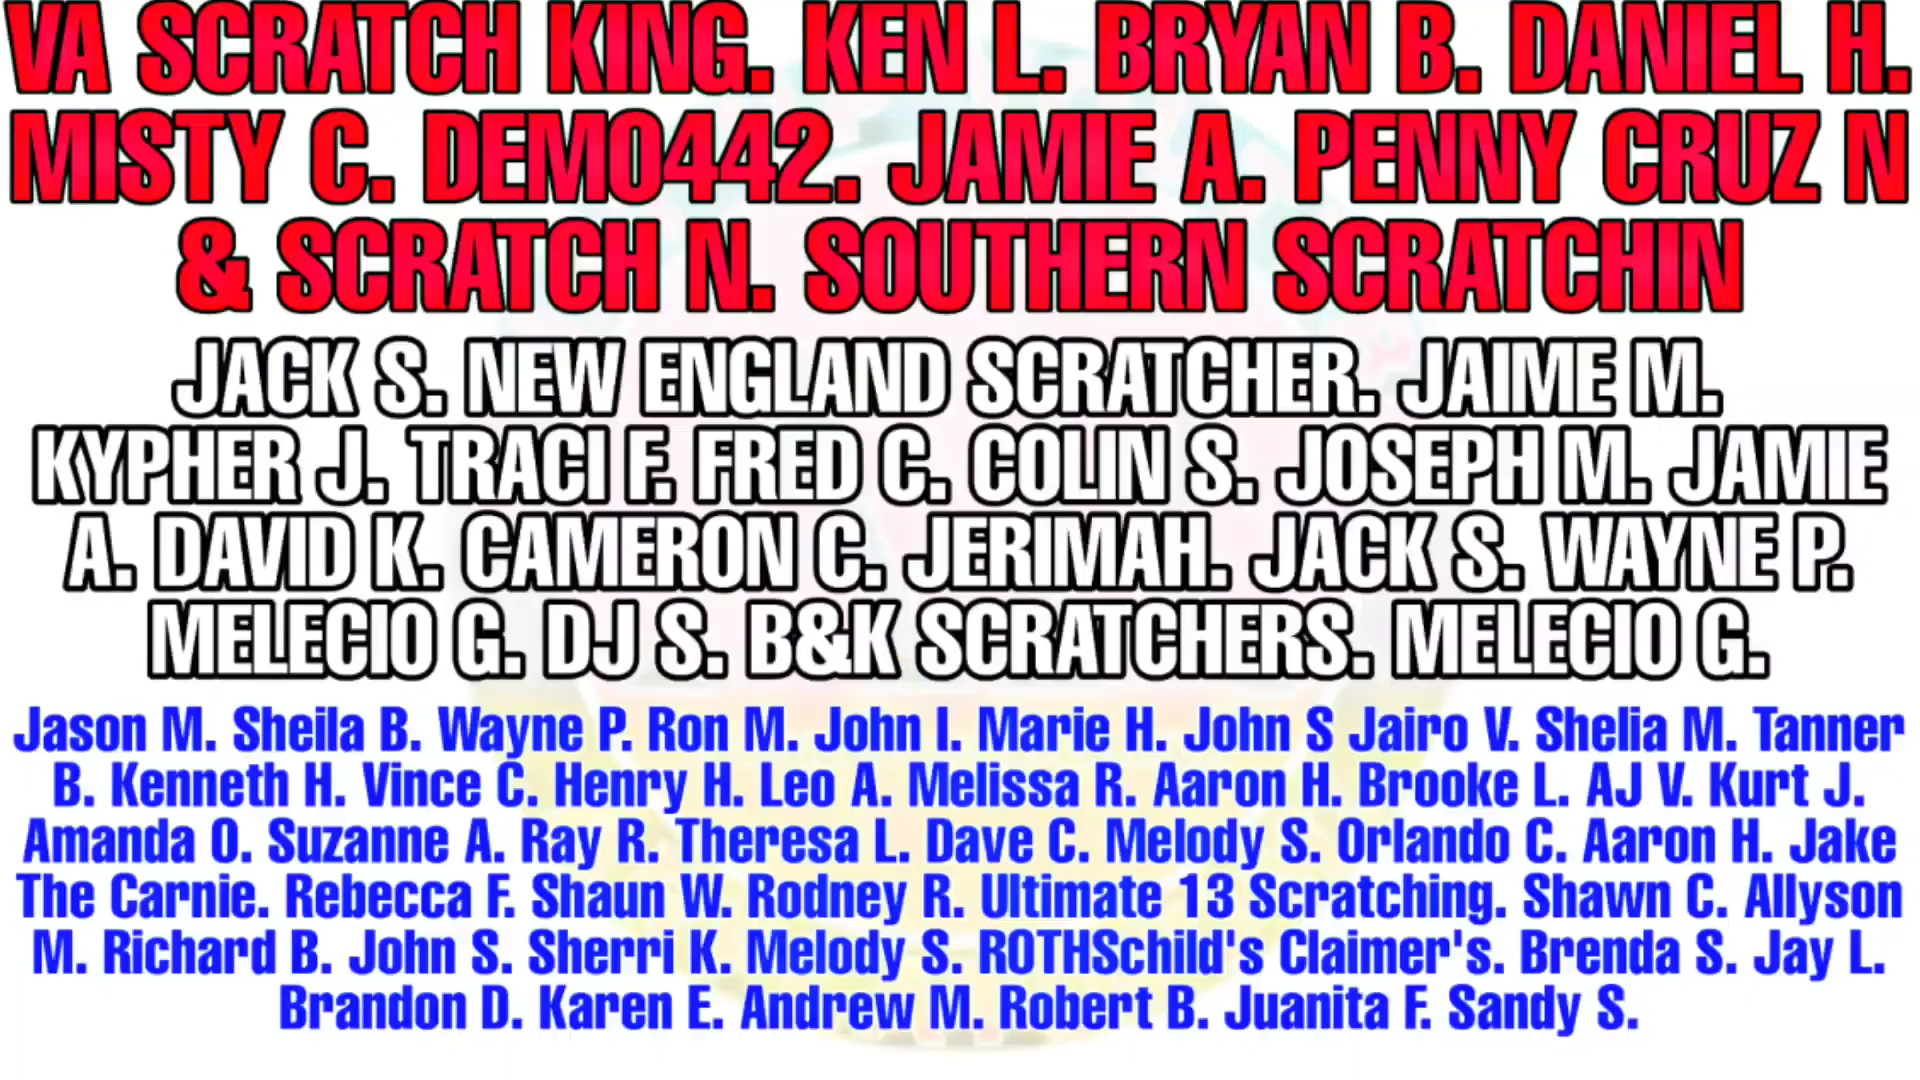 VA SCRATCH KING. KEN L. BRYAN B. DANIEL H.
MISTY C. DEMO442. JAMIE A. PENNY CRUZ N
& SCRATCH N. SOUTHERN SCRATCHIN
JACK S. NEW ENGLAND SCRATCHER. JAIME M.
KYPHER J. TRACI F. FRED C. COLIN S. JOSEPH M. JAMIE
A. DAVID K. CAMERON C. JERIMAH. JACK S. WAYNE P.
MELECIO G. DJ S. B&K SCRATCHERS. MELECIO G.
Jason M. Sheila B. Wayne P. Ron M. John I. Marie H. John S Jairo V. Shelia M. Tanner
B. Kenneth H. Vince C. Henry H. Leo A. Melissa R. Aaron H. Brooke L. AJ V. Kurt J.
Amanda O. Suzanne A. Ray R. Theresa L. Dave C. Melody S. Orlando C. Aaron H. Jake
The Carnie. Rebecca F. Shaun W. Rodney R. Ultimate 13 Scratching. Shawn C. Allyson
M. Richard B. John S. Sherri K. Melody S. ROTHSchild's Claimer's. Brenda S. Jay L.
Brandon D. Karen E. Andrew M. Robert B. Juanita F. Sandy S.